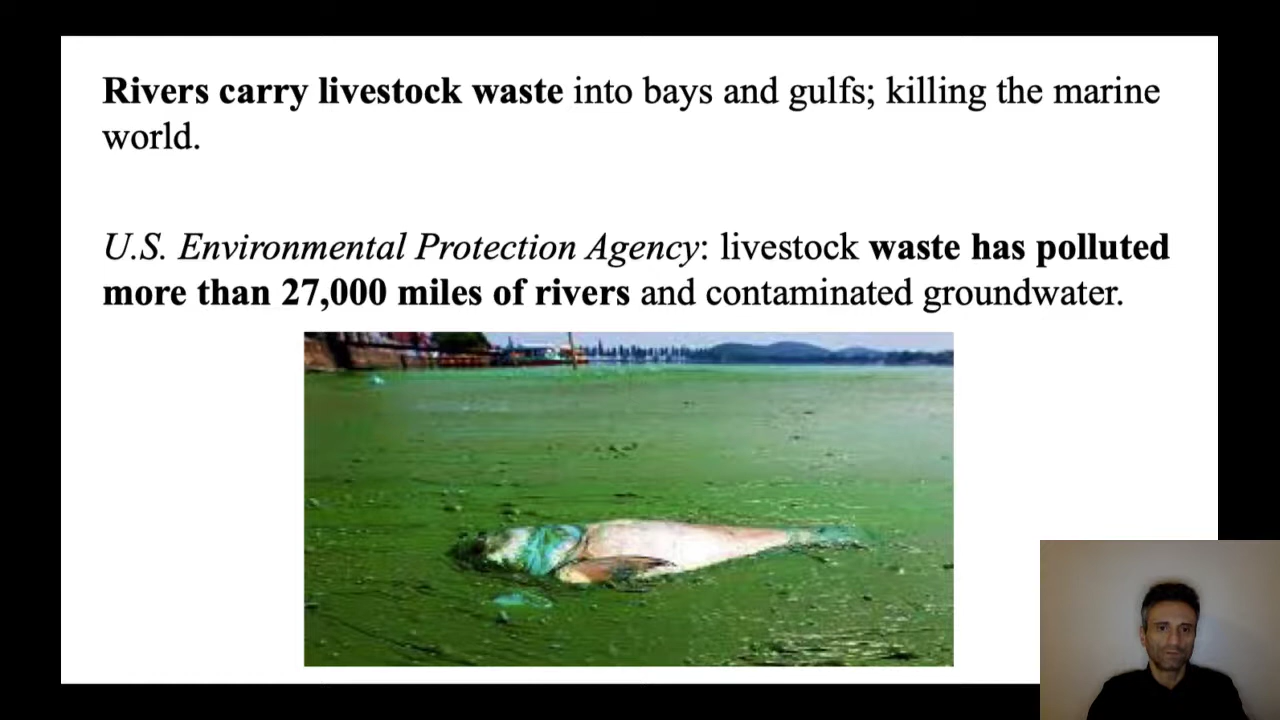 Rivers carry livestock waste into bays and gulfs; killing the marine
world.
U.S. Environmental Protection Agency: livestock waste has polluted
more than 27,000 miles of rivers and contaminated groundwater.